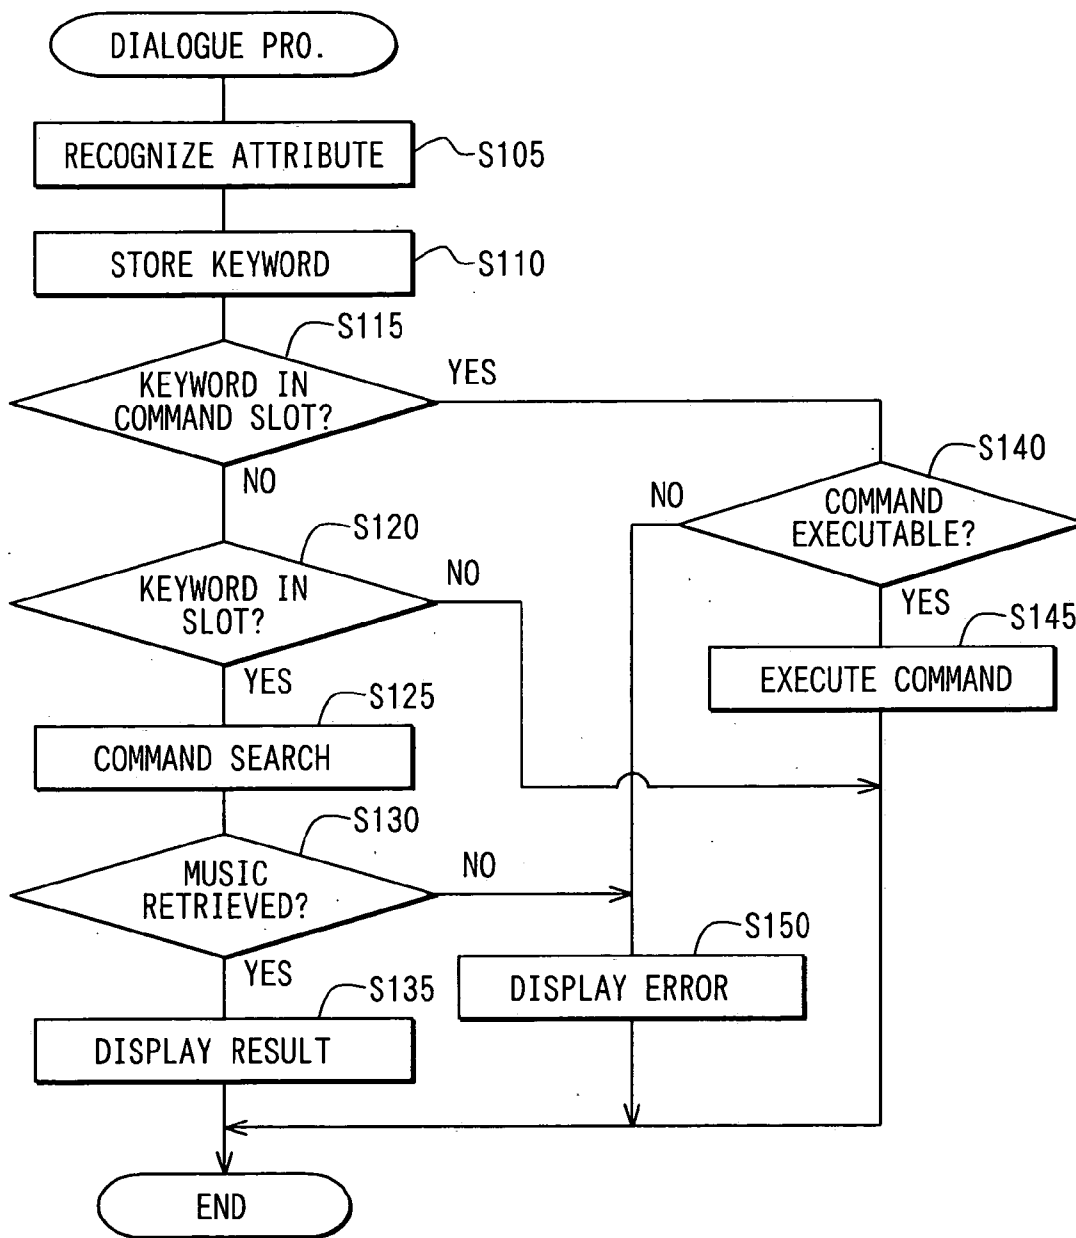 DIALOGUE PRO.
RECOGNIZE ATTRIBUTE
S105
STORE KEYWORD
S110
S115
KEYWORD IN
COMMAND SLOT?
YES
NO
S140
COMMAND
EXECUTABLE?
NO
YES
S120
KEYWORD IN
SLOT?
NO
YES
S145
EXECUTE COMMAND
S125
COMMAND SEARCH
S130
MUSIC
RETRIEVED?
NO
YES
S150
DISPLAY ERROR
S135
DISPLAY RESULT
END